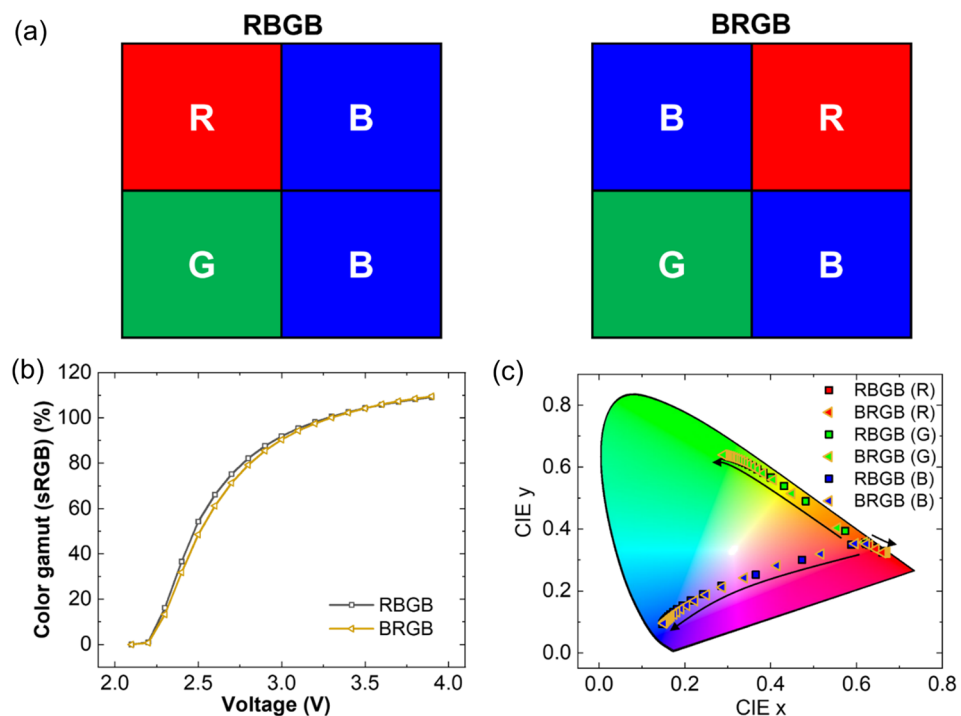 (a)
RBGB
BRGB
R B
G B
B R
G B
(b)
Color gamut (sRGB) (%)
120
100
80
60
40
20
0
RBGB
BRGB
2.0 2.5 3.0 3.5 4.0
Voltage (V)
(c)
CIE y
0.8
0.6
0.4
0.2
0.0
RBGB (R)
BRGB (R)
RBGB (G)
BRGB (G)
RBGB (B)
BRGB (B)
0.0 0.2 0.4 0.6 0.8
CIE x